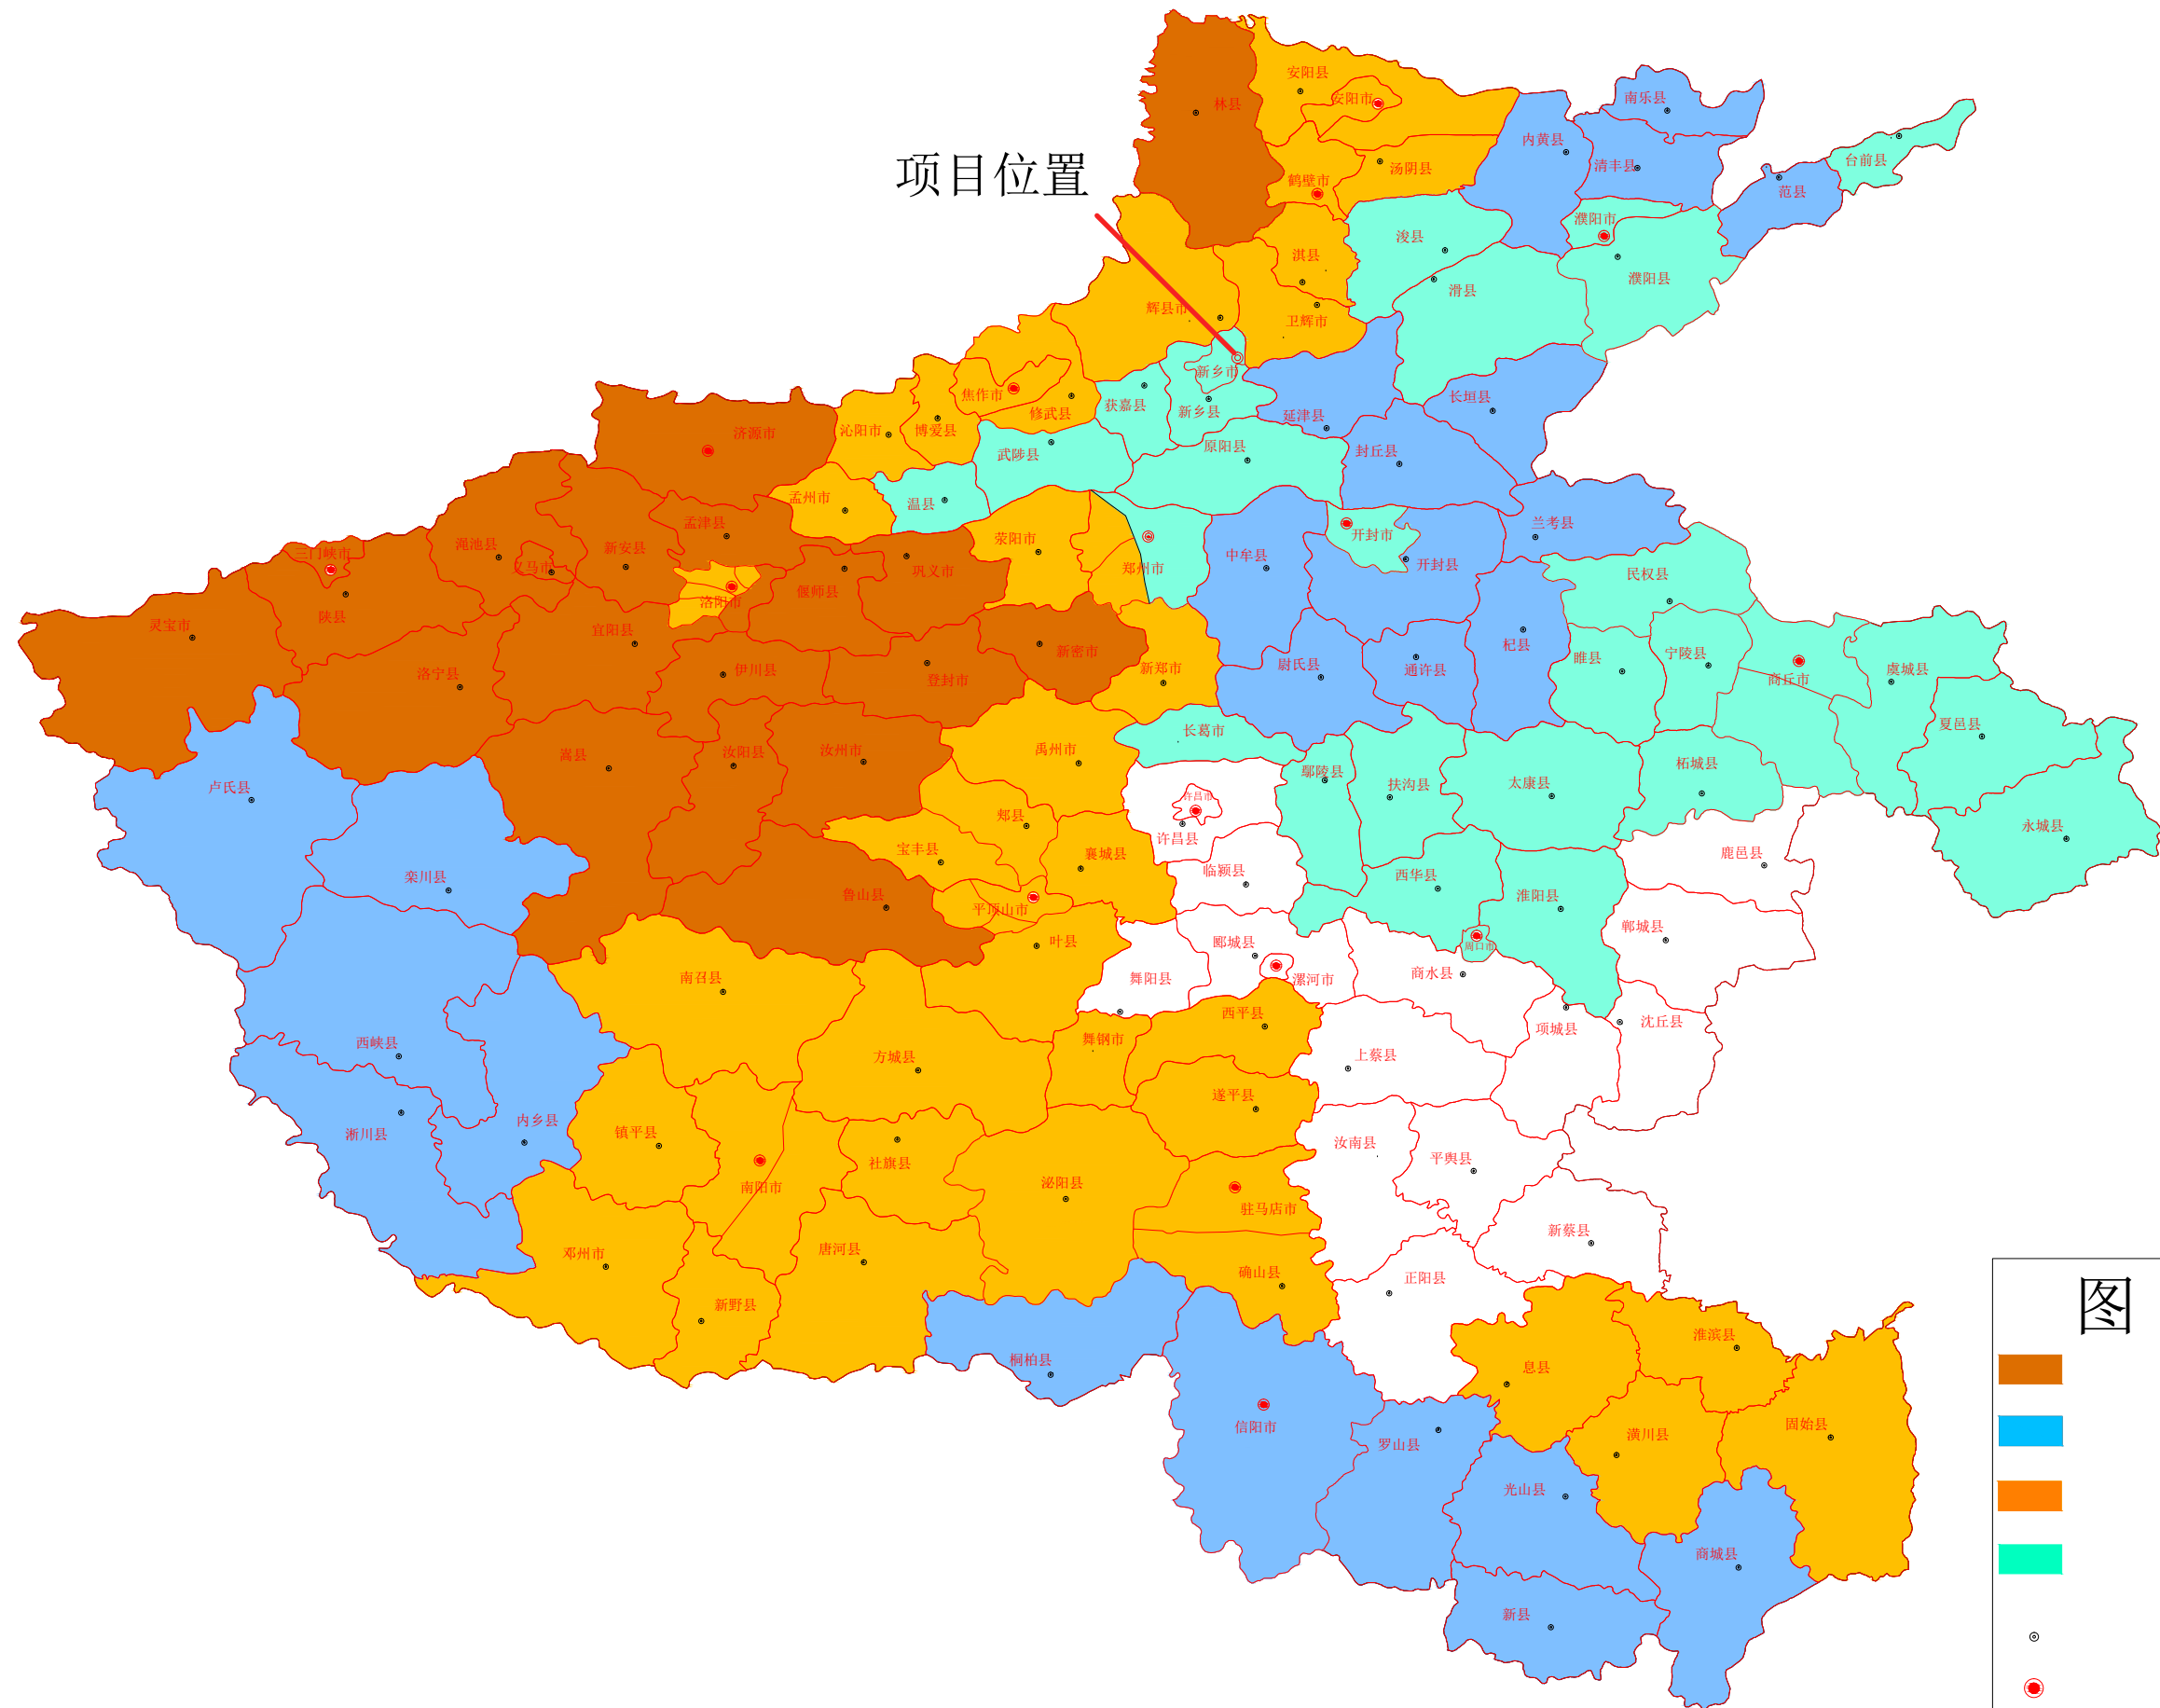 安阳县
南乐县
安阳市
林县
内黄县
台前县
清丰县
汤阴县
项目位置
鹤壁市
范县
濮阳市
浚县
淇县
濮阳县
滑县
辉县市
卫辉市
新乡市
焦作市
长垣县
获嘉县
修武县
新乡县
延津县
济源市
沁阳市
博爱县
原阳县
封丘县
武陟县
孟州市
温县
孟津县
兰考县
开封市
荥阳市
渑池县
新安县
三门峡市
中牟县
开封县
义马市
郑州市
巩义市
民权县
偃师县
洛阳市
陕县
灵宝市
宜阳县
杞县
新密市
宁陵县
睢县
尉氏县
通许县
新郑市
伊川县
洛宁县
虞城县
登封市
商丘市
夏邑县
长葛市
禹州市
汝州市
汝阳县
嵩县
柘城县
鄢陵县
太康县
扶沟县
卢氏县
许昌市
郏县
永城县
许昌县
宝丰县
鹿邑县
襄城县
临颍县
西华县
栾川县
鲁山县
淮阳县
平顶山市
郸城县
叶县
郾城县
周口市
商水县
南召县
舞阳县
漯河市
西平县
沈丘县
项城县
舞钢市
西峡县
上蔡县
方城县
遂平县
内乡县
镇平县
淅川县
汝南县
平舆县
社旗县
泌阳县
南阳市
驻马店市
新蔡县
唐河县
邓州市
确山县
正阳县
新野县
图
淮滨县
桐柏县
息县
固始县
信阳市
潢川县
罗山县
光山县
商城县
新县